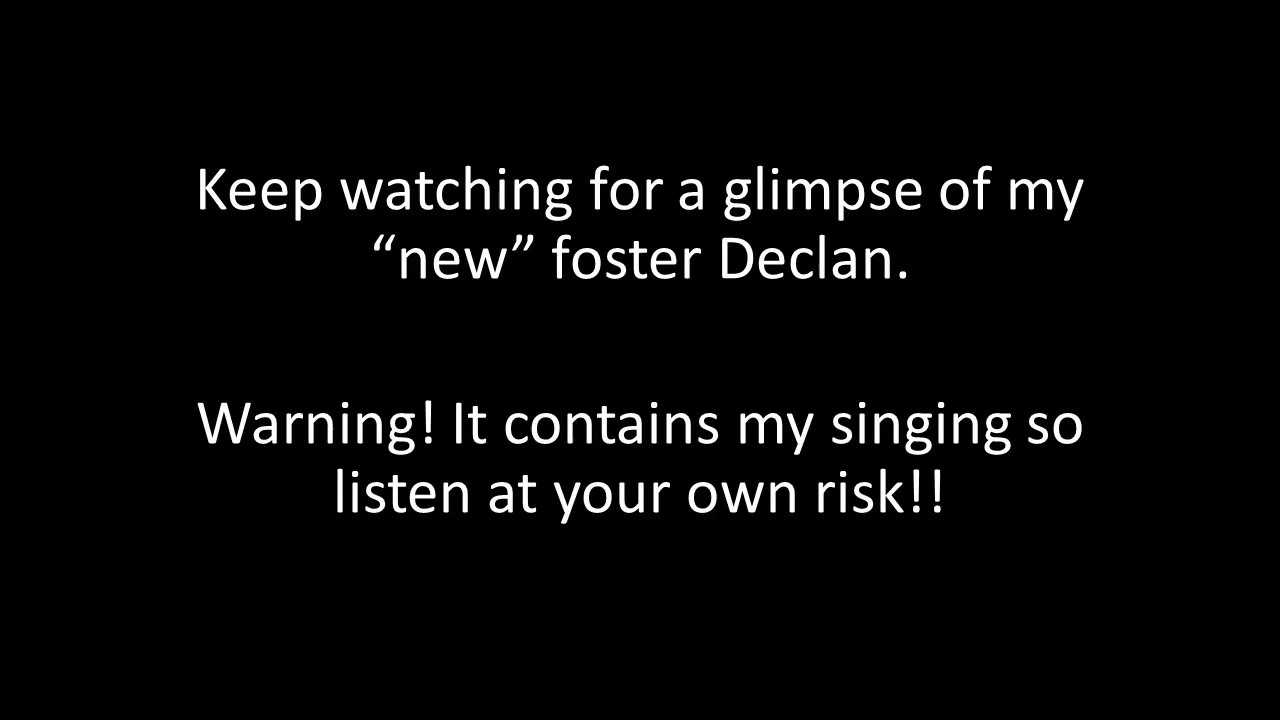 Keep watching for a glimpse of my
“new” foster Declan.
Warning! It contains my singing so
listen at your own risk!!